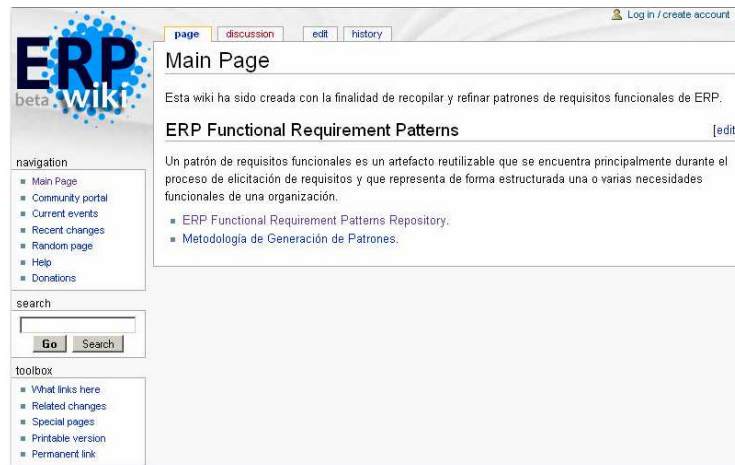 Log in / create account
ERP
beta wiki
page discussion edit history
Main Page
Esta wiki ha sido creada con la finalidad de recopilar y refinar patrones de requisitos funcionales de ERP.
ERP Functional Requirement Patterns [edit
Un patrón de requisitos funcionales es un artefacto reutilizable que se encuentra principalmente durante el
proceso de elicitación de requisitos y que representa de forma estructurada una o varias necesidades
funcionales de una organización.
ERP Functional Requirement Patterns Repository.
Metodología de Generación de Patrones.
navigation
Main Page
Community portal
Current events
Recent changes
Random page
Help
Donations
search
Go Search
toolbox
What links here
Related changes
Special pages
Printable version
Permanent link